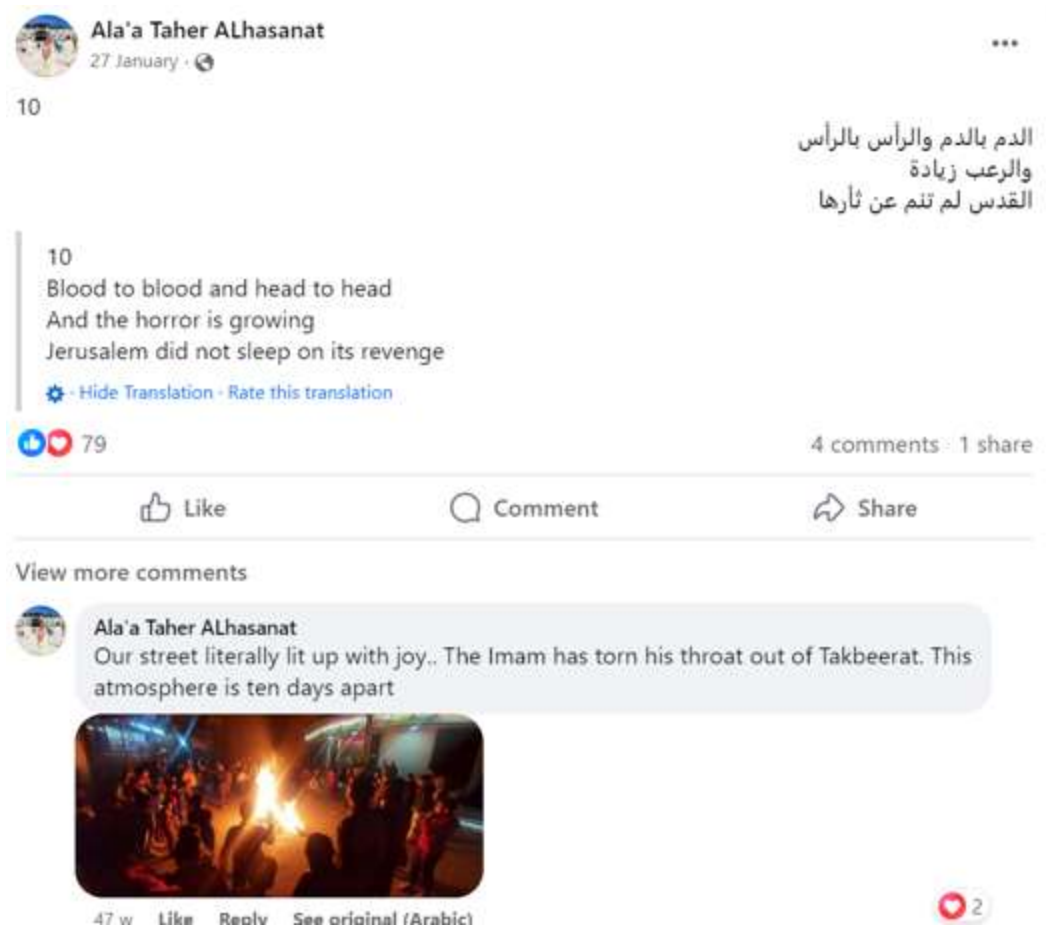 Ala'a Taher ALhasanat
27 January
10
الدم بالدم والرأس بالرأس
والرعب زيادة
القدس لم تنم عن ثأرها
10
Blood to blood and head to head
And the horror is growing
Jerusalem did not sleep on its revenge
Hide Translation · Rate this translation
79 4 comments 1 share
Like Comment Share
View more comments
Ala'a Taher ALhasanat
Our street literally lit up with joy.. The Imam has torn his throat out of Takbeerat. This
atmosphere is ten days apart
47 w Like Reply See original (Arabic) 2